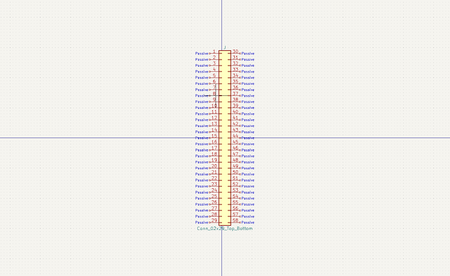 J
Passive 1 30 Passive
Passive 2 31 Passive
Passive 3 32 Passive
Passive 4 33 Passive
Passive 5 34 Passive
Passive 6 35 Passive
Passive 7 36 Passive
Passive 8 37 Passive
Passive 9 38 Passive
Passive 10 39 Passive
Passive 11 40 Passive
Passive 12 41 Passive
Passive 13 42 Passive
Passive 14 43 Passive
Passive 15 44 Passive
Passive 16 45 Passive
Passive 17 46 Passive
Passive 18 47 Passive
Passive 19 48 Passive
Passive 20 49 Passive
Passive 21 50 Passive
Passive 22 51 Passive
Passive 23 52 Passive
Passive 24 53 Passive
Passive 25 54 Passive
Passive 26 55 Passive
Passive 27 56 Passive
Passive 28 57 Passive
Passive 29 58 Passive
Conn_02x29_Top_Bottom